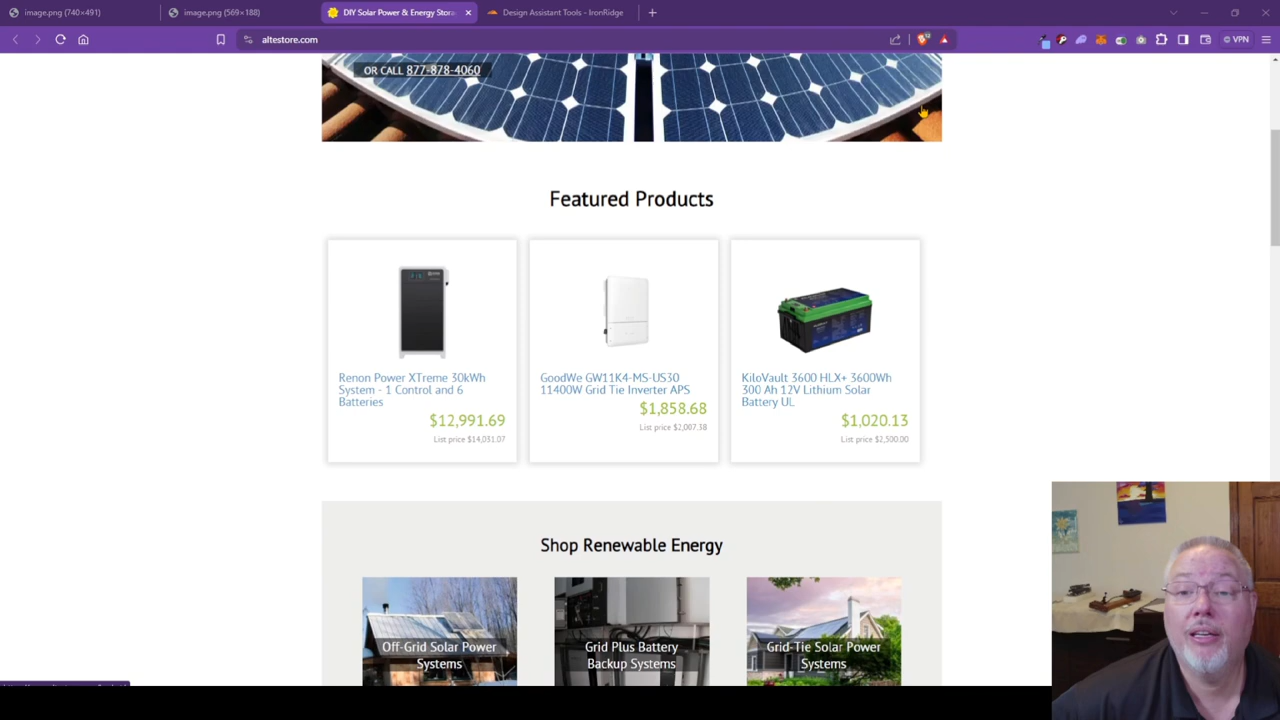 image.png (740×491)
image.png (569×188)
DIY Solar Power & Energy Stora
Design Assistant Tools - IronRidge
altestore.com
12
VPN
OR CALL 877-878-4060
Featured Products
Renon Power XTreme 30kWh
System - 1 Control and 6
Batteries
$12,991.69
List price $14,031.07
GoodWe GW11K4-MS-US30
11400W Grid Tie Inverter APS
$1,858.68
List price $2,007.38
KiloVault 3600 HLX+ 3600Wh
300 Ah 12V Lithium Solar
Battery UL
$1,020.13
List price $2,500.00
Shop Renewable Energy
Off-Grid Solar Power
Systems
Grid Plus Battery
Backup Systems
Grid-Tie Solar Power
Systems